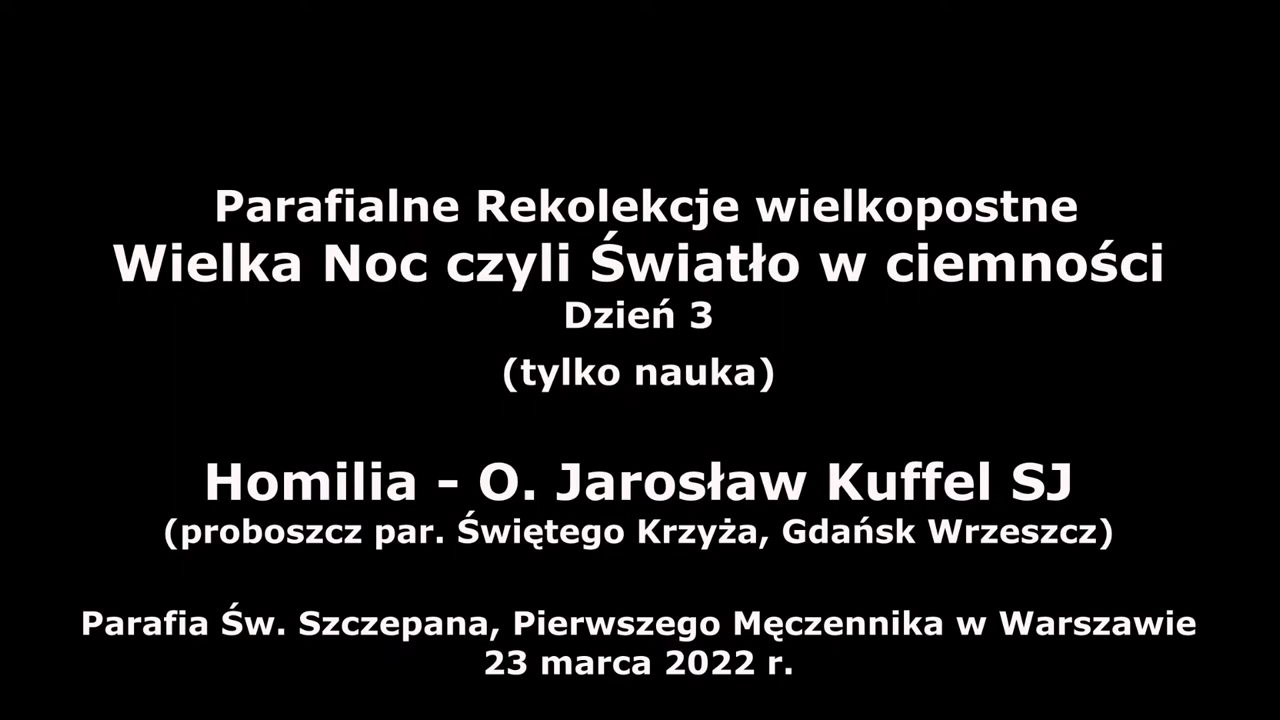 Parafialne Rekolekcje wielkopostne
Wielka Noc czyli Światło w ciemności
Dzień 3
(tylko nauka)
Homilia - O. Jarosław Kuffel SJ
(proboszcz par. Świętego Krzyża, Gdańsk Wrzeszcz)
Parafia Św. Szczepana, Pierwszego Męczennika w Warszawie
23 marca 2022 r.